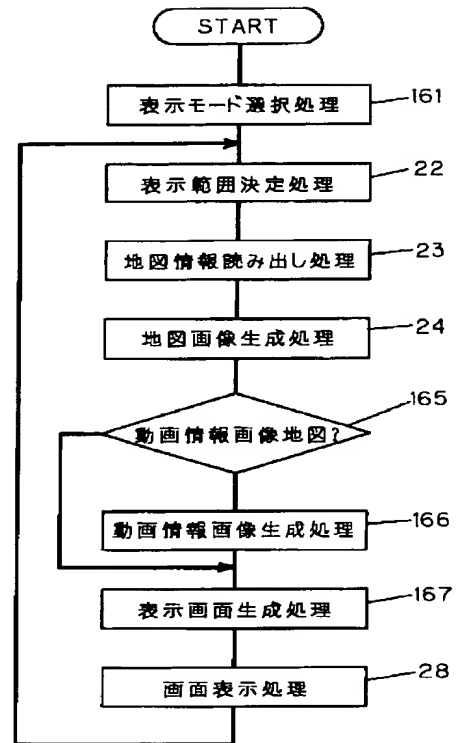 START
表示モード選択処理
161
表示範囲決定処理
22
地図情報読み出し処理
23
地図画像生成処理
24
動画情報画像地図?
165
動画情報画像生成処理
166
表示画面生成処理
167
画面表示処理
28